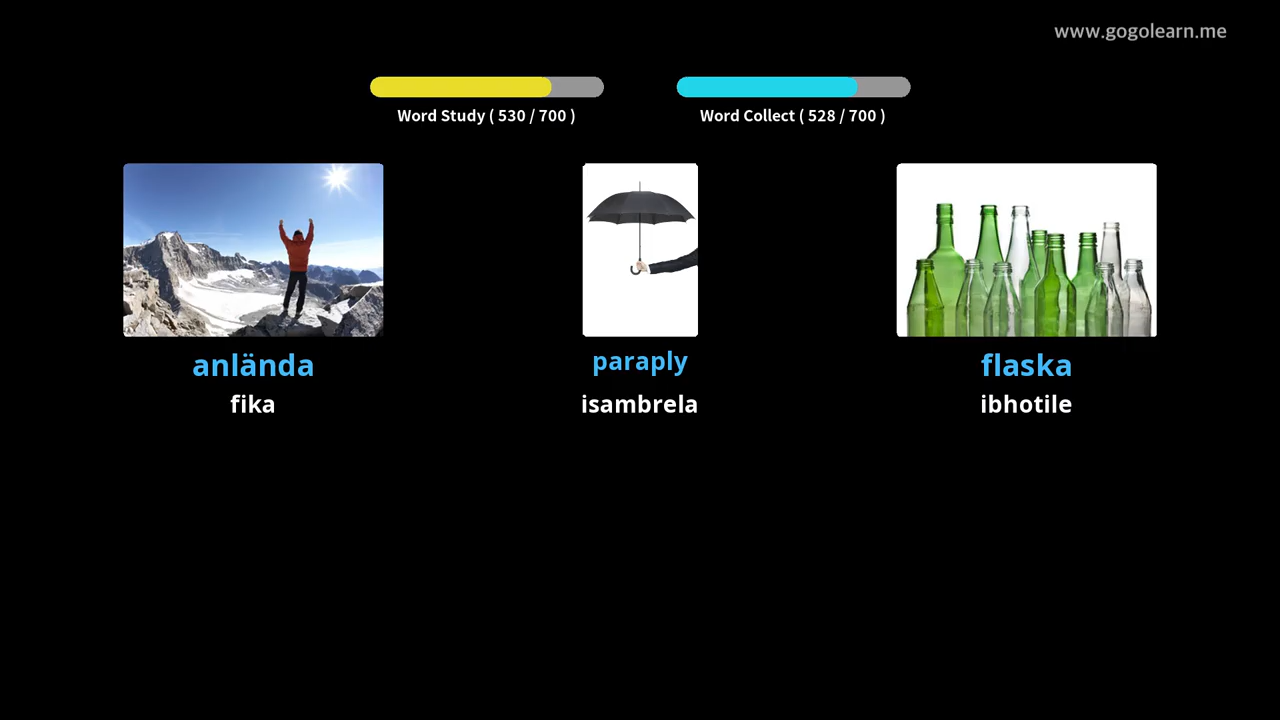 www.gogolearn.me
Word Study ( 530 / 700 )
Word Collect ( 528 / 700 )
anlända
fika
paraply
isambrela
flaska
ibhotile